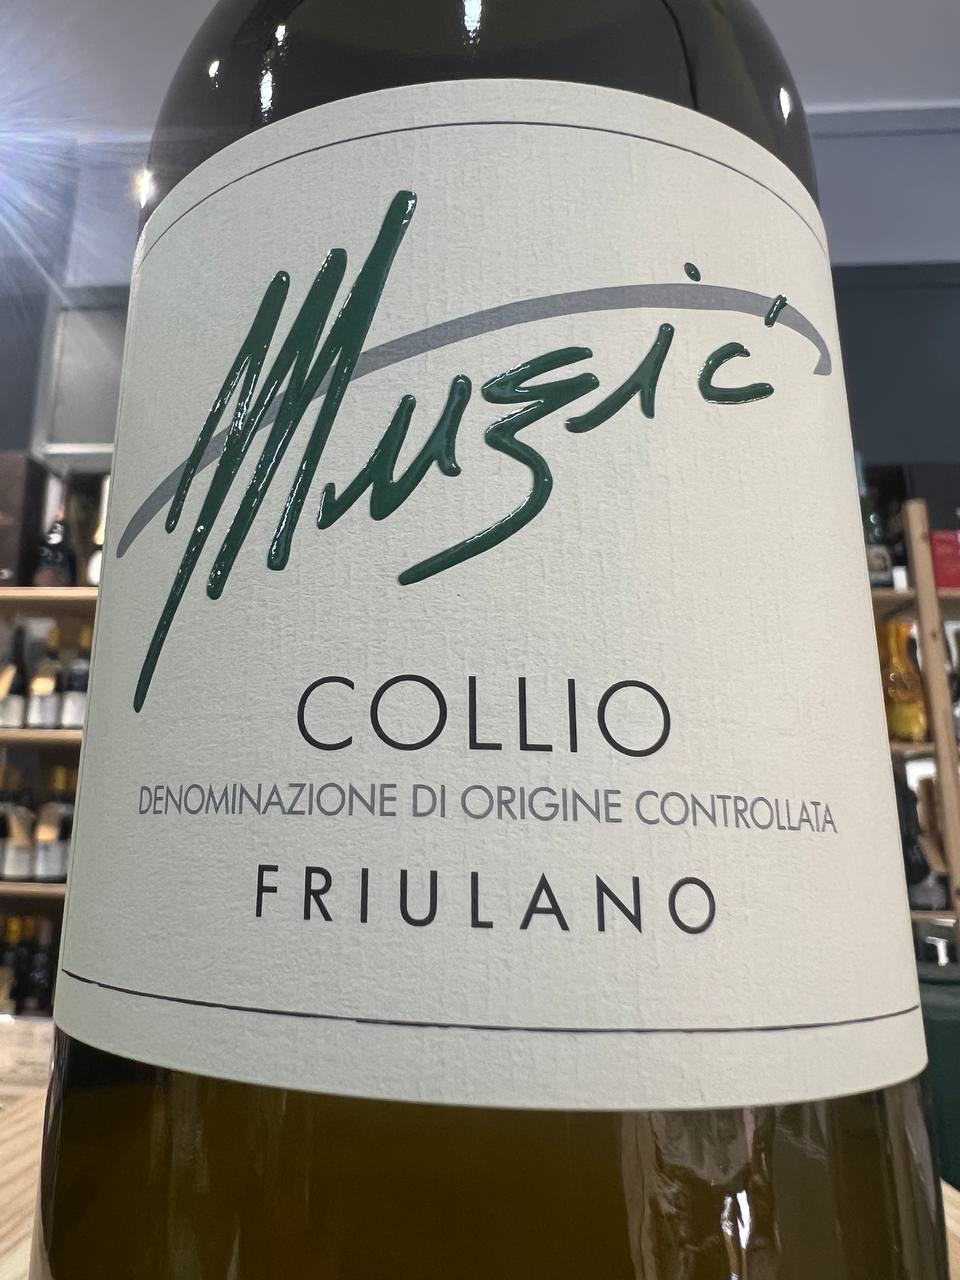 Muzic
COLLIO
DENOMINAZIONE DI ORIGINE CONTROLLATA
FRIULANO